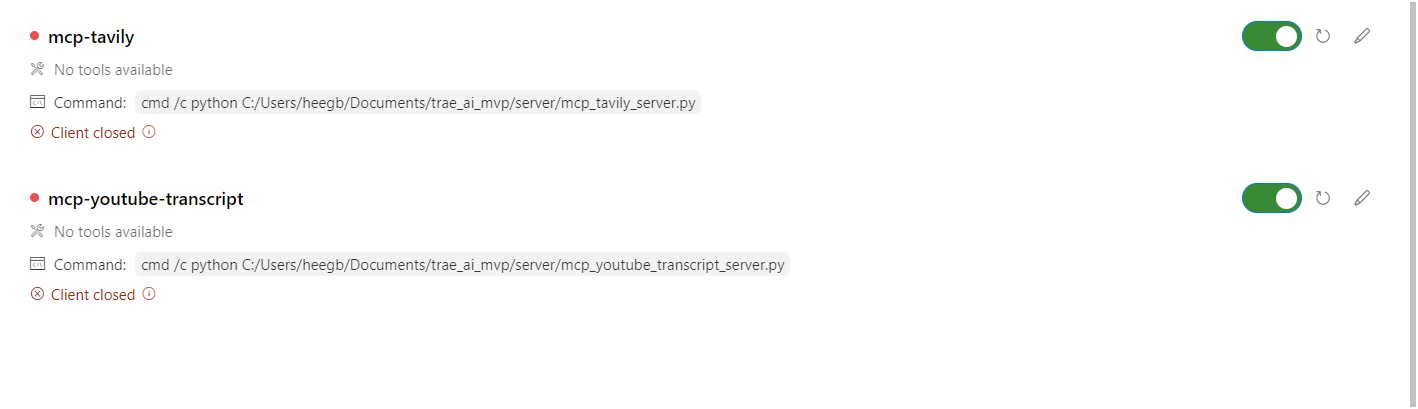 mcp-tavily
No tools available
Command: cmd /c python C:/Users/heegb/Documents/trae_ai_mvp/server/mcp_tavily_server.py
Client closed
mcp-youtube-transcript
No tools available
Command: cmd /c python C:/Users/heegb/Documents/trae_ai_mvp/server/mcp_youtube_transcript_server.py
Client closed